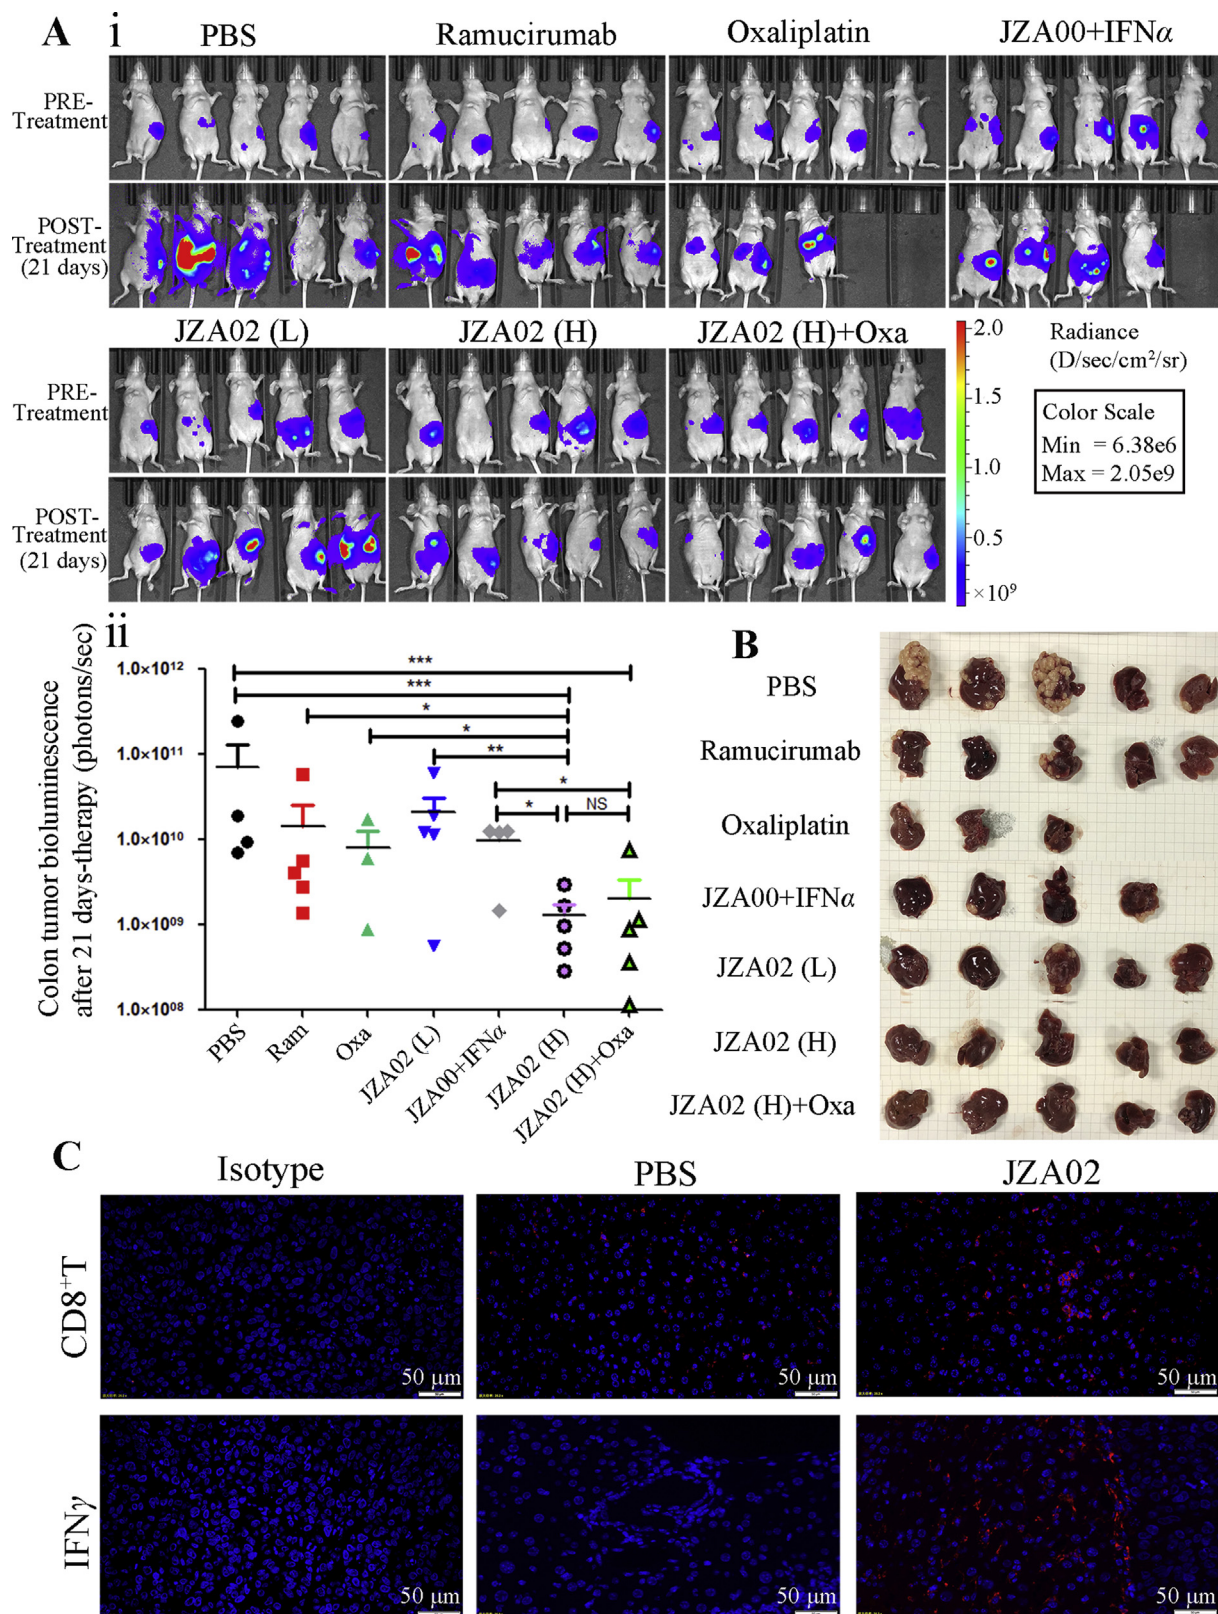 A i
PBS Ramucirumab Oxaliplatin JZA00+IFNα
PRE-
Treatment
POST-
Treatment
(21 days)
JZA02 (L) JZA02 (H) JZA02 (H)+Oxa
PRE-
Treatment
POST-
Treatment
(21 days)
2.0
1.5
1.0
0.5
×10⁹
Radiance
(D/sec/cm²/sr)
Color Scale
Min = 6.38e6
Max = 2.05e9
ii
Colon tumor bioluminescence
after 21 days-therapy (photons/sec)
1.0×10¹²
1.0×10¹¹
1.0×10¹⁰
1.0×10⁰⁹
1.0×10⁰⁸
***
***
*
*
**
*
* NS
PBS
Ram
Oxa
JZA02 (L)
JZA00+IFNα
JZA02 (H)
JZA02 (H)+Oxa
B
PBS
Ramucirumab
Oxaliplatin
JZA00+IFNα
JZA02 (L)
JZA02 (H)
JZA02 (H)+Oxa
C
Isotype PBS JZA02
CD8⁺T
50 µm 50 µm 50 µm
IFNγ
50 µm 50 µm 50 µm